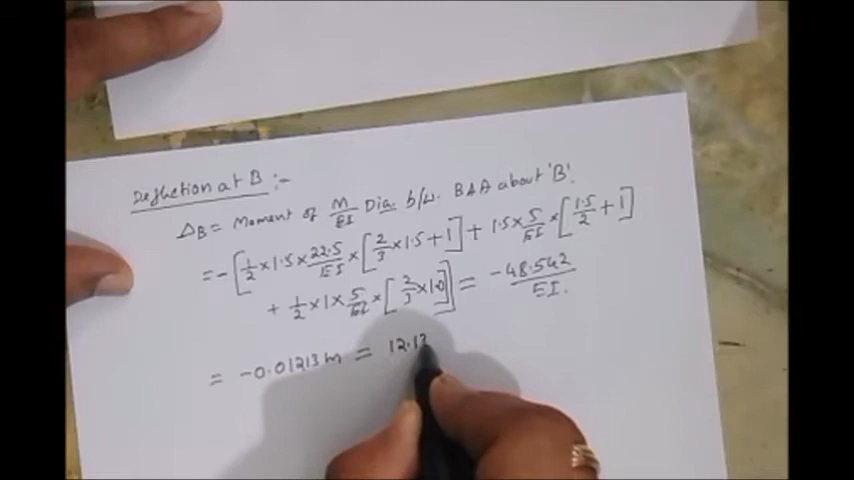 Deflection at B :-
ΔB = Moment of M/EI Dia. b/w. B & A about 'B'.
= - [ 1/2 × 1.5 × 22.5/EI × [ 2/3 × 1.5 + 1 ] + 1.5 × 5/EI × [ 1.5/2 + 1 ]
+ 1/2 × 1 × 5/EI × [ 2/3 × 1.0 ] ] = -48.542/EI.
= -0.01213 m = 12.13